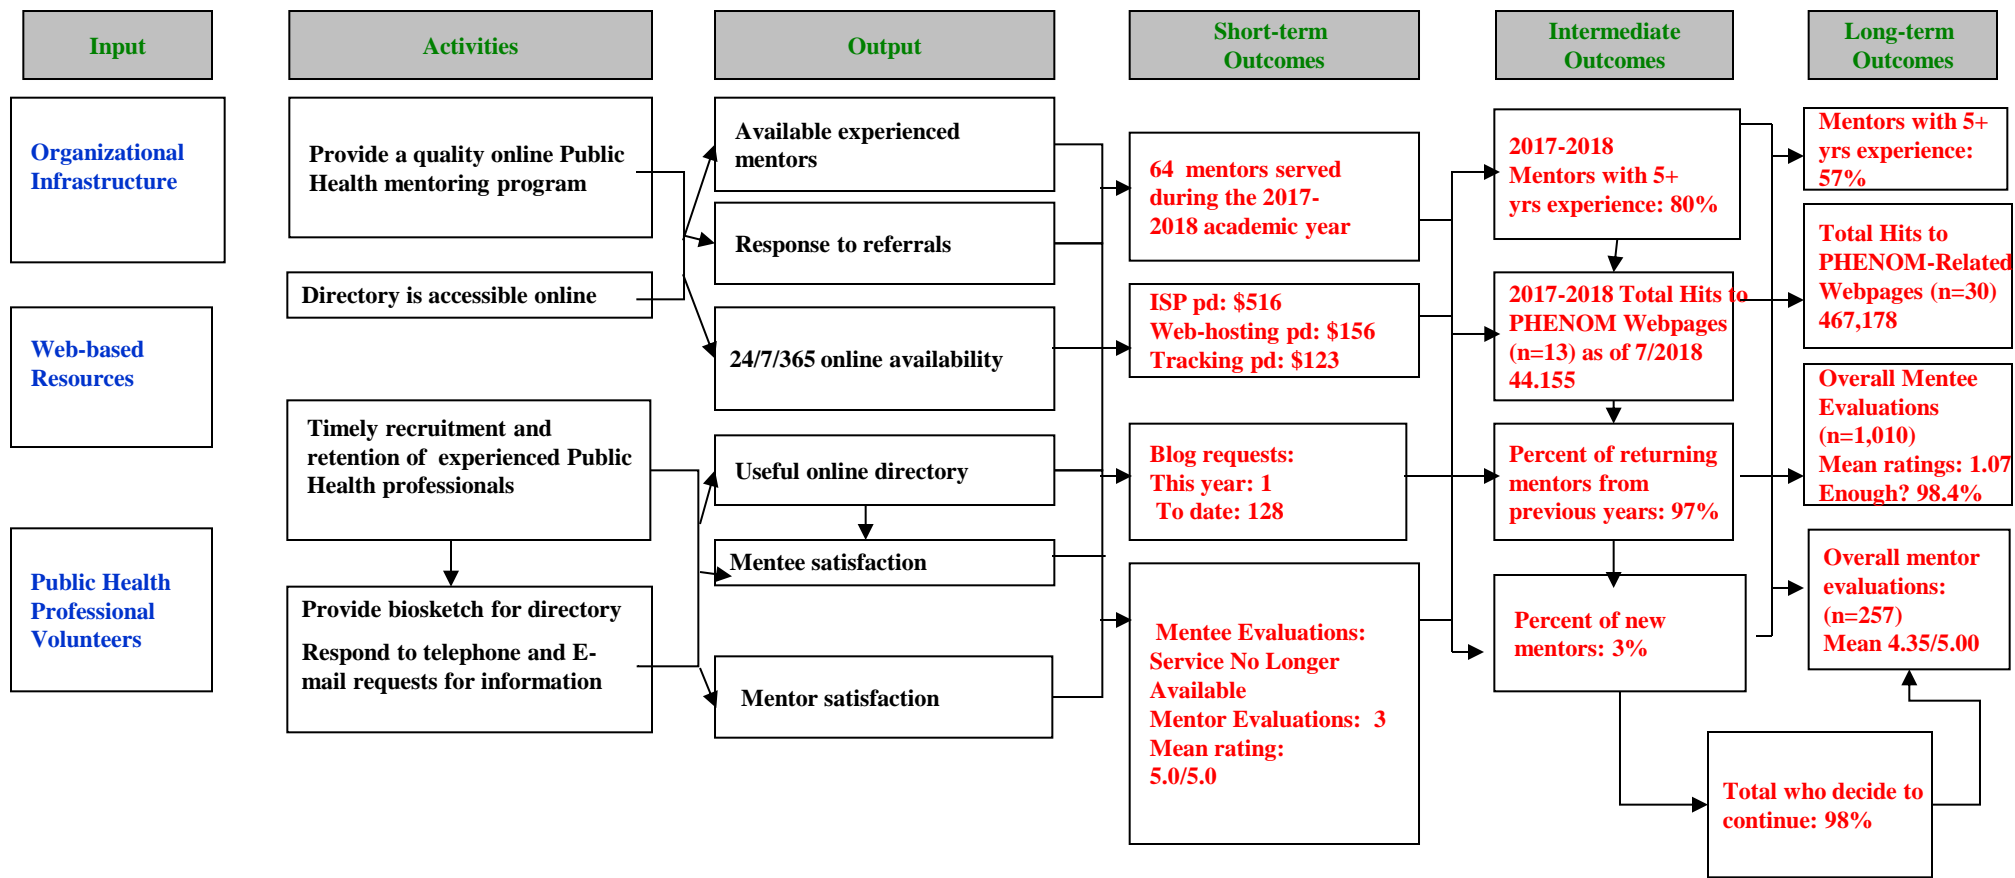 Input
Activities
Output
Short-term
Outcomes
Intermediate
Outcomes
Long-term
Outcomes
Organizational
Infrastructure
Web-based
Resources
Public Health
Professional
Volunteers
Provide a quality online Public
Health mentoring program
Directory is accessible online
Timely recruitment and
retention of experienced Public
Health professionals
Provide biosketch for directory
Respond to telephone and E-
mail requests for information
Available experienced
mentors
Response to referrals
24/7/365 online availability
Useful online directory
Mentee satisfaction
Mentor satisfaction
64 mentors served
during the 2017-
2018 academic year
ISP pd: $516
Web-hosting pd: $156
Tracking pd: $123
Blog requests:
This year: 1
To date: 128
Mentee Evaluations:
Service No Longer
Available
Mentor Evaluations: 3
Mean rating:
5.0/5.0
2017-2018
Mentors with 5+
yrs experience: 80%
2017-2018 Total Hits to
PHENOM Webpages
(n=13) as of 7/2018
44.155
Percent of returning
mentors from
previous years: 97%
Percent of new
mentors: 3%
Total who decide to
continue: 98%
Mentors with 5+
yrs experience:
57%
Total Hits to
PHENOM-Related
Webpages (n=30)
467,178
Overall Mentee
Evaluations
(n=1,010)
Mean ratings: 1.07
Enough? 98.4%
Overall mentor
evaluations:
(n=257)
Mean 4.35/5.00